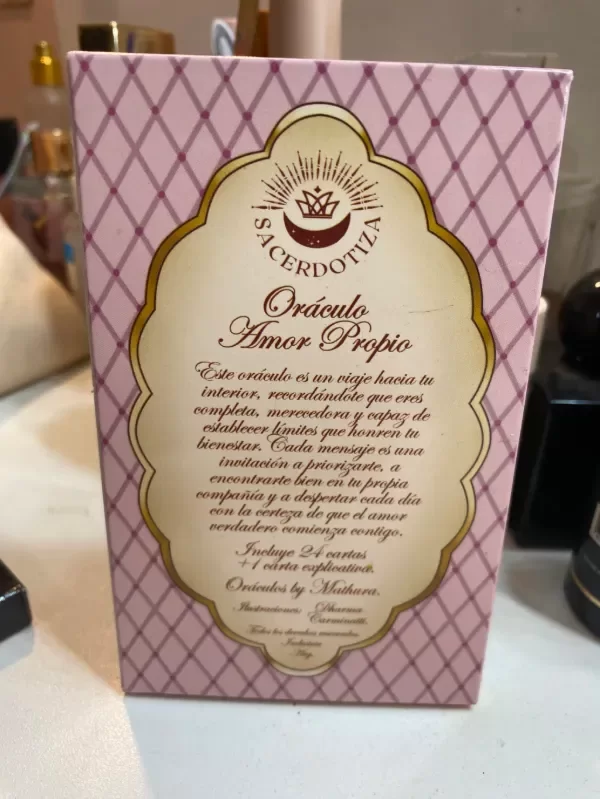 SACERDOTIZA
Oráculo
Amor Propio
Este oráculo es un viaje hacia tu
interior, recordándote que eres
completa, merecedora y capaz de
establecer límites que honren tu
bienestar. Cada mensaje es una
invitación a priorizarte, a
encontrarte bien en tu propia
compañía y a despertar cada día
con la certeza de que el amor
verdadero comienza contigo.
Incluye 24 cartas
+1 carta explicativa.
Oráculos by Mathura.
Ilustraciones: Dharma
Todos los derechos reservados.